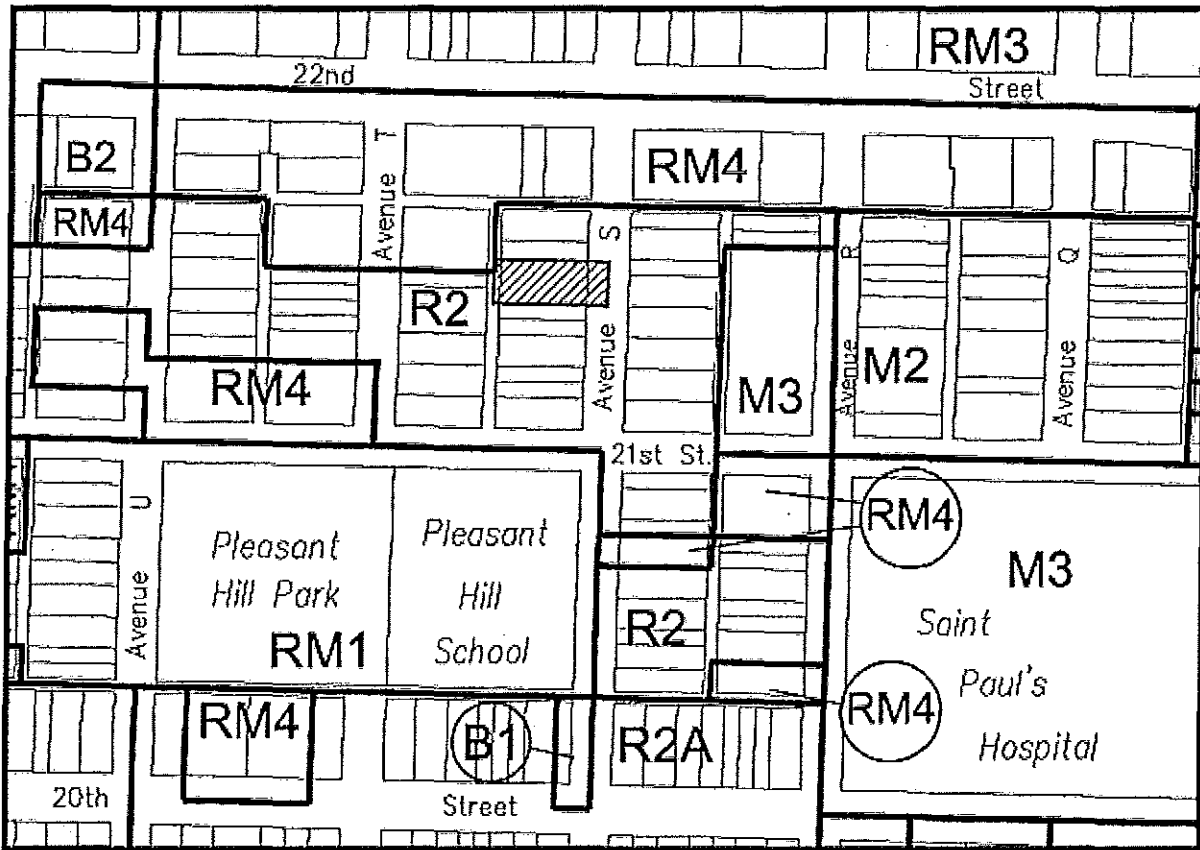 RM3
22nd
Street
B2
Avenue T
RM4
RM4
Avenue S
Avenue R
Avenue Q
R2
M2
RM4
M3
21st St.
RM4
Avenue U
Pleasant
Hill Park
Pleasant
Hill
School
M3
RM1
R2
Saint
Paul's
Hospital
RM4
RM4
B1
R2A
20th
Street